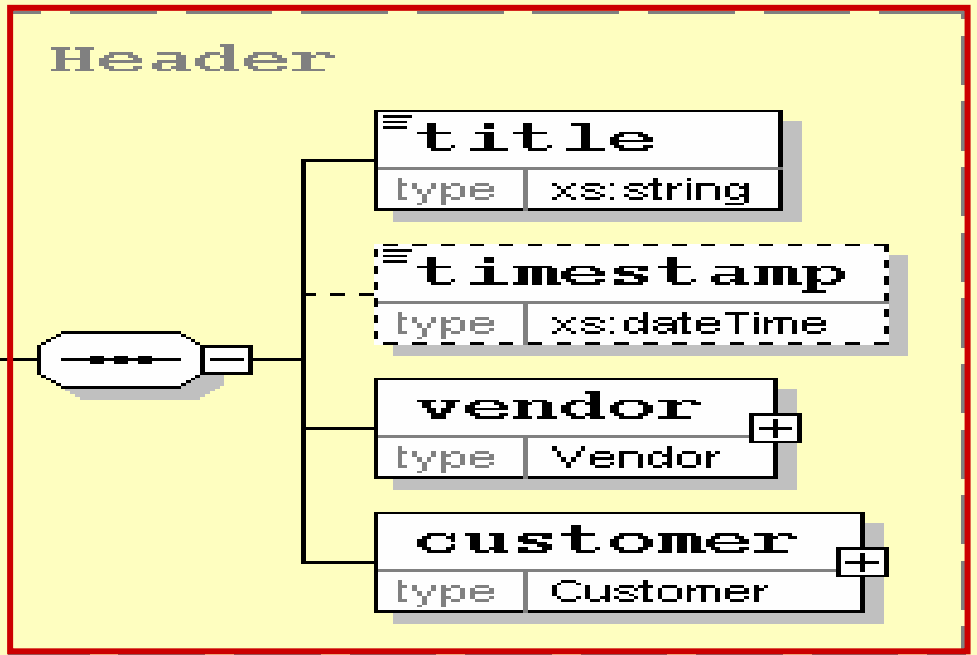 Header
title
type xs:string
timestamp
type xs:dateTime
vendor
type Vendor
customer
type Customer